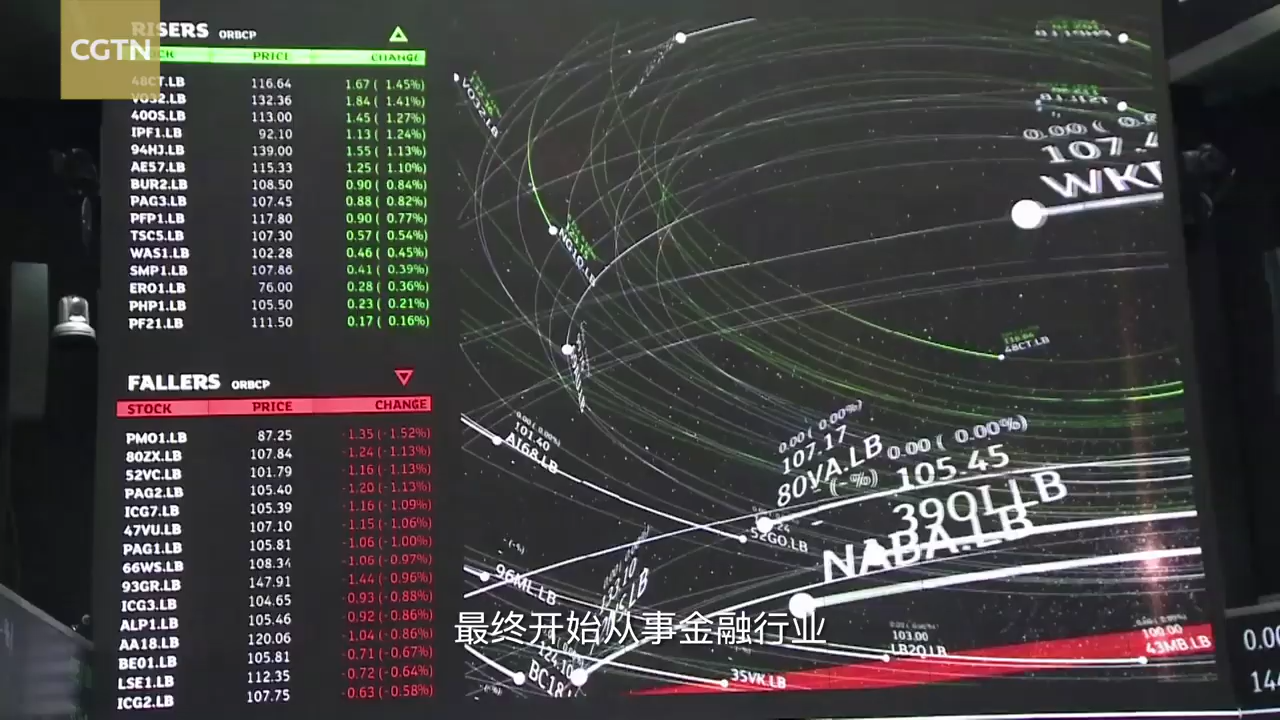 CGTN
RISERS ORBCP
PRICE CHANGE
48CT.LB 116.64 1.67 ( 1.45%)
VO32.LB 132.36 1.84 ( 1.41%)
40OS.LB 113.00 1.45 ( 1.27%)
IPF1.LB 92.10 1.13 ( 1.24%)
94HJ.LB 139.00 1.55 ( 1.13%)
AE57.LB 115.33 1.25 ( 1.10%)
BUR2.LB 108.50 0.90 ( 0.84%)
PAG3.LB 107.45 0.88 ( 0.82%)
PFP1.LB 117.80 0.90 ( 0.77%)
TSC5.LB 107.30 0.57 ( 0.54%)
WAS1.LB 102.28 0.46 ( 0.45%)
SMP1.LB 107.86 0.41 ( 0.39%)
ERO1.LB 76.00 0.28 ( 0.36%)
PHP1.LB 105.50 0.23 ( 0.21%)
PF21.LB 111.50 0.17 ( 0.16%)
FALLERS ORBCP
STOCK PRICE CHANGE
PMO1.LB 87.25 -1.35 (-1.52%)
80ZX.LB 107.84 -1.24 (-1.13%)
52VC.LB 101.79 -1.16 (-1.13%)
PAG2.LB 105.40 -1.20 (-1.13%)
ICG7.LB 105.39 -1.16 (-1.09%)
47VU.LB 107.10 -1.15 (-1.06%)
PAG1.LB 105.81 -1.06 (-1.00%)
66WS.LB 108.34 -1.06 (-0.97%)
93GR.LB 147.91 -1.44 (-0.96%)
ICG3.LB 104.65 -0.93 (-0.88%)
ALP1.LB 105.46 -0.92 (-0.86%)
AA18.LB 120.06 -1.04 (-0.86%)
BE01.LB 105.81 -0.71 (-0.67%)
LSE1.LB 112.35 -0.72 (-0.64%)
ICG2.LB 107.75 -0.63 (-0.58%)
VO32.LB
48CT.LB
0.00 ( 0.00%)
101.40
AI68.LB
0.00 ( 0.00%)
107.17
80VA.LB
(-%)
0.00 ( 0.00%)
105.45
39OI.LB
NABA.LB
52GO.LB
96ML.LB
124.10
35VK.LB
103.00
LB2O.LB
100.00
43MB.LB
最终开始从事金融行业